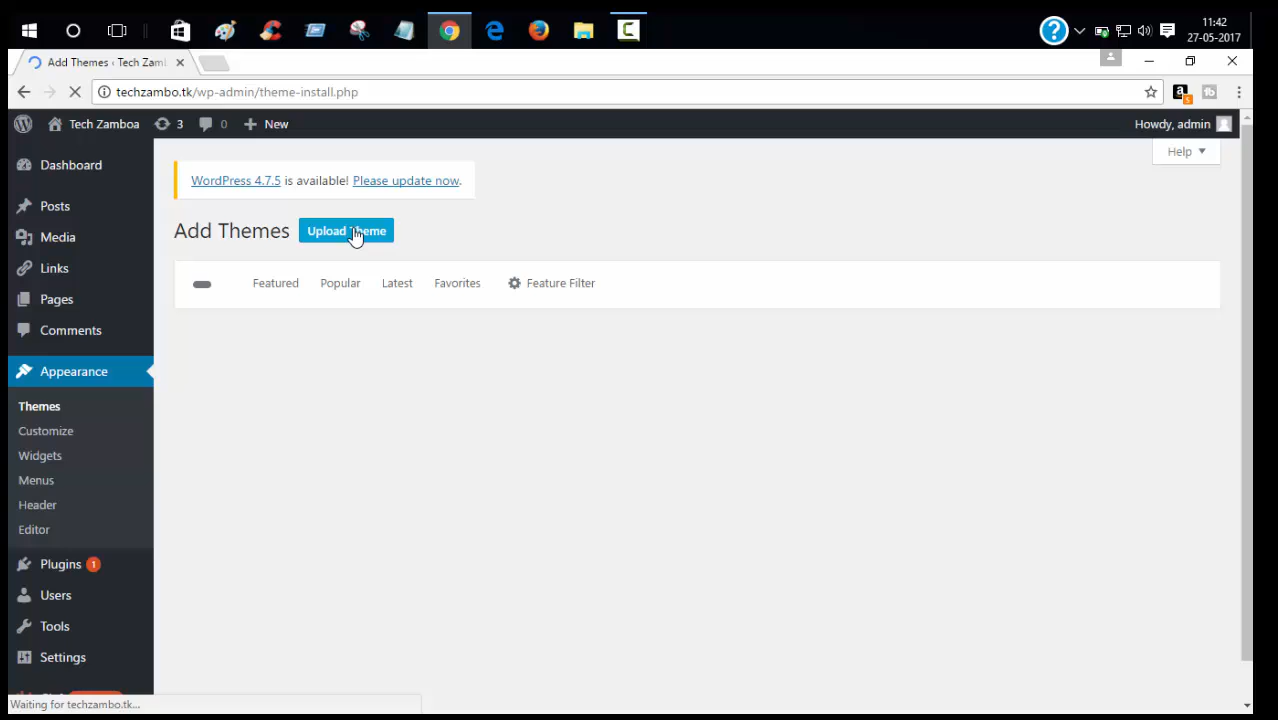 11:42
27-05-2017
Add Themes ‹ Tech Zam
techzambo.tk/wp-admin/theme-install.php
Tech Zamboa 3 0 New Howdy, admin
Help
Dashboard
WordPress 4.7.5 is available! Please update now.
Posts
Add Themes Upload Theme
Media
Links
Featured Popular Latest Favorites Feature Filter
Pages
Comments
Appearance
Themes
Customize
Widgets
Menus
Header
Editor
Plugins 1
Users
Tools
Settings
Waiting for techzambo.tk...